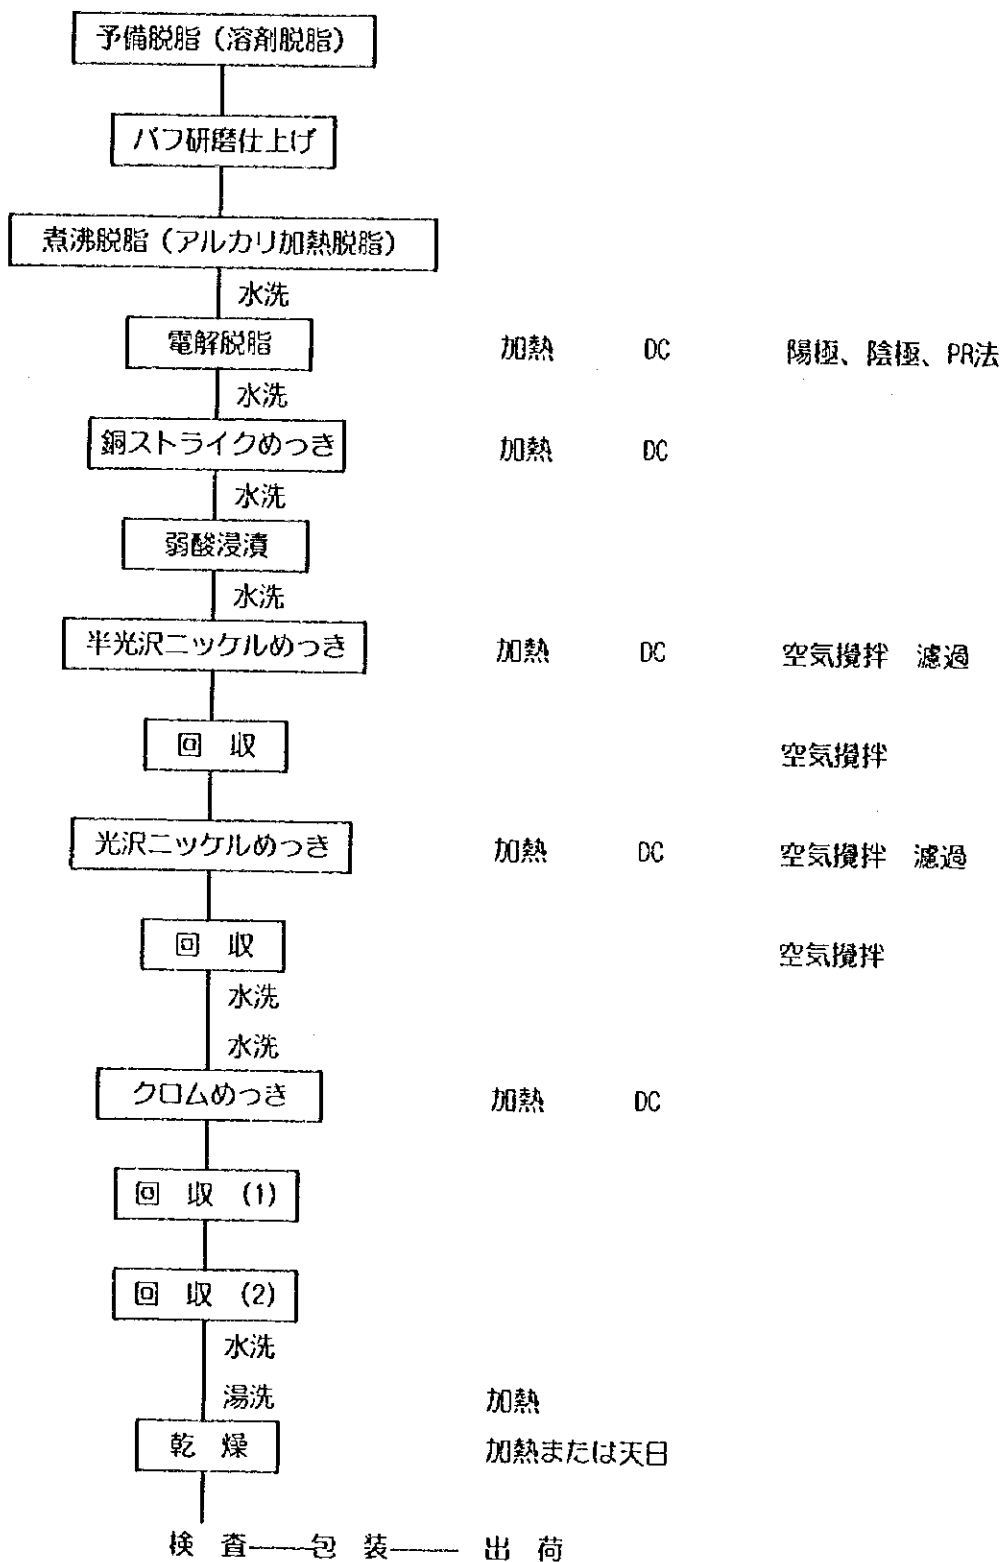 予備脱脂（溶剤脱脂）
バフ研磨仕上げ
煮沸脱脂（アルカリ加熱脱脂）
水洗
電解脱脂 加熱 DC 陽極、陰極、PR法
水洗
銅ストライクめっき 加熱 DC
水洗
弱酸浸漬
水洗
半光沢ニッケルめっき 加熱 DC 空気攪拌 濾過
回 収 空気攪拌
光沢ニッケルめっき 加熱 DC 空気攪拌 濾過
回 収 空気攪拌
水洗
水洗
クロムめっき 加熱 DC
回 収 (1)
回 収 (2)
水洗
湯洗 加熱
乾 燥 加熱または天日
検 査 ── 包 装 ── 出 荷